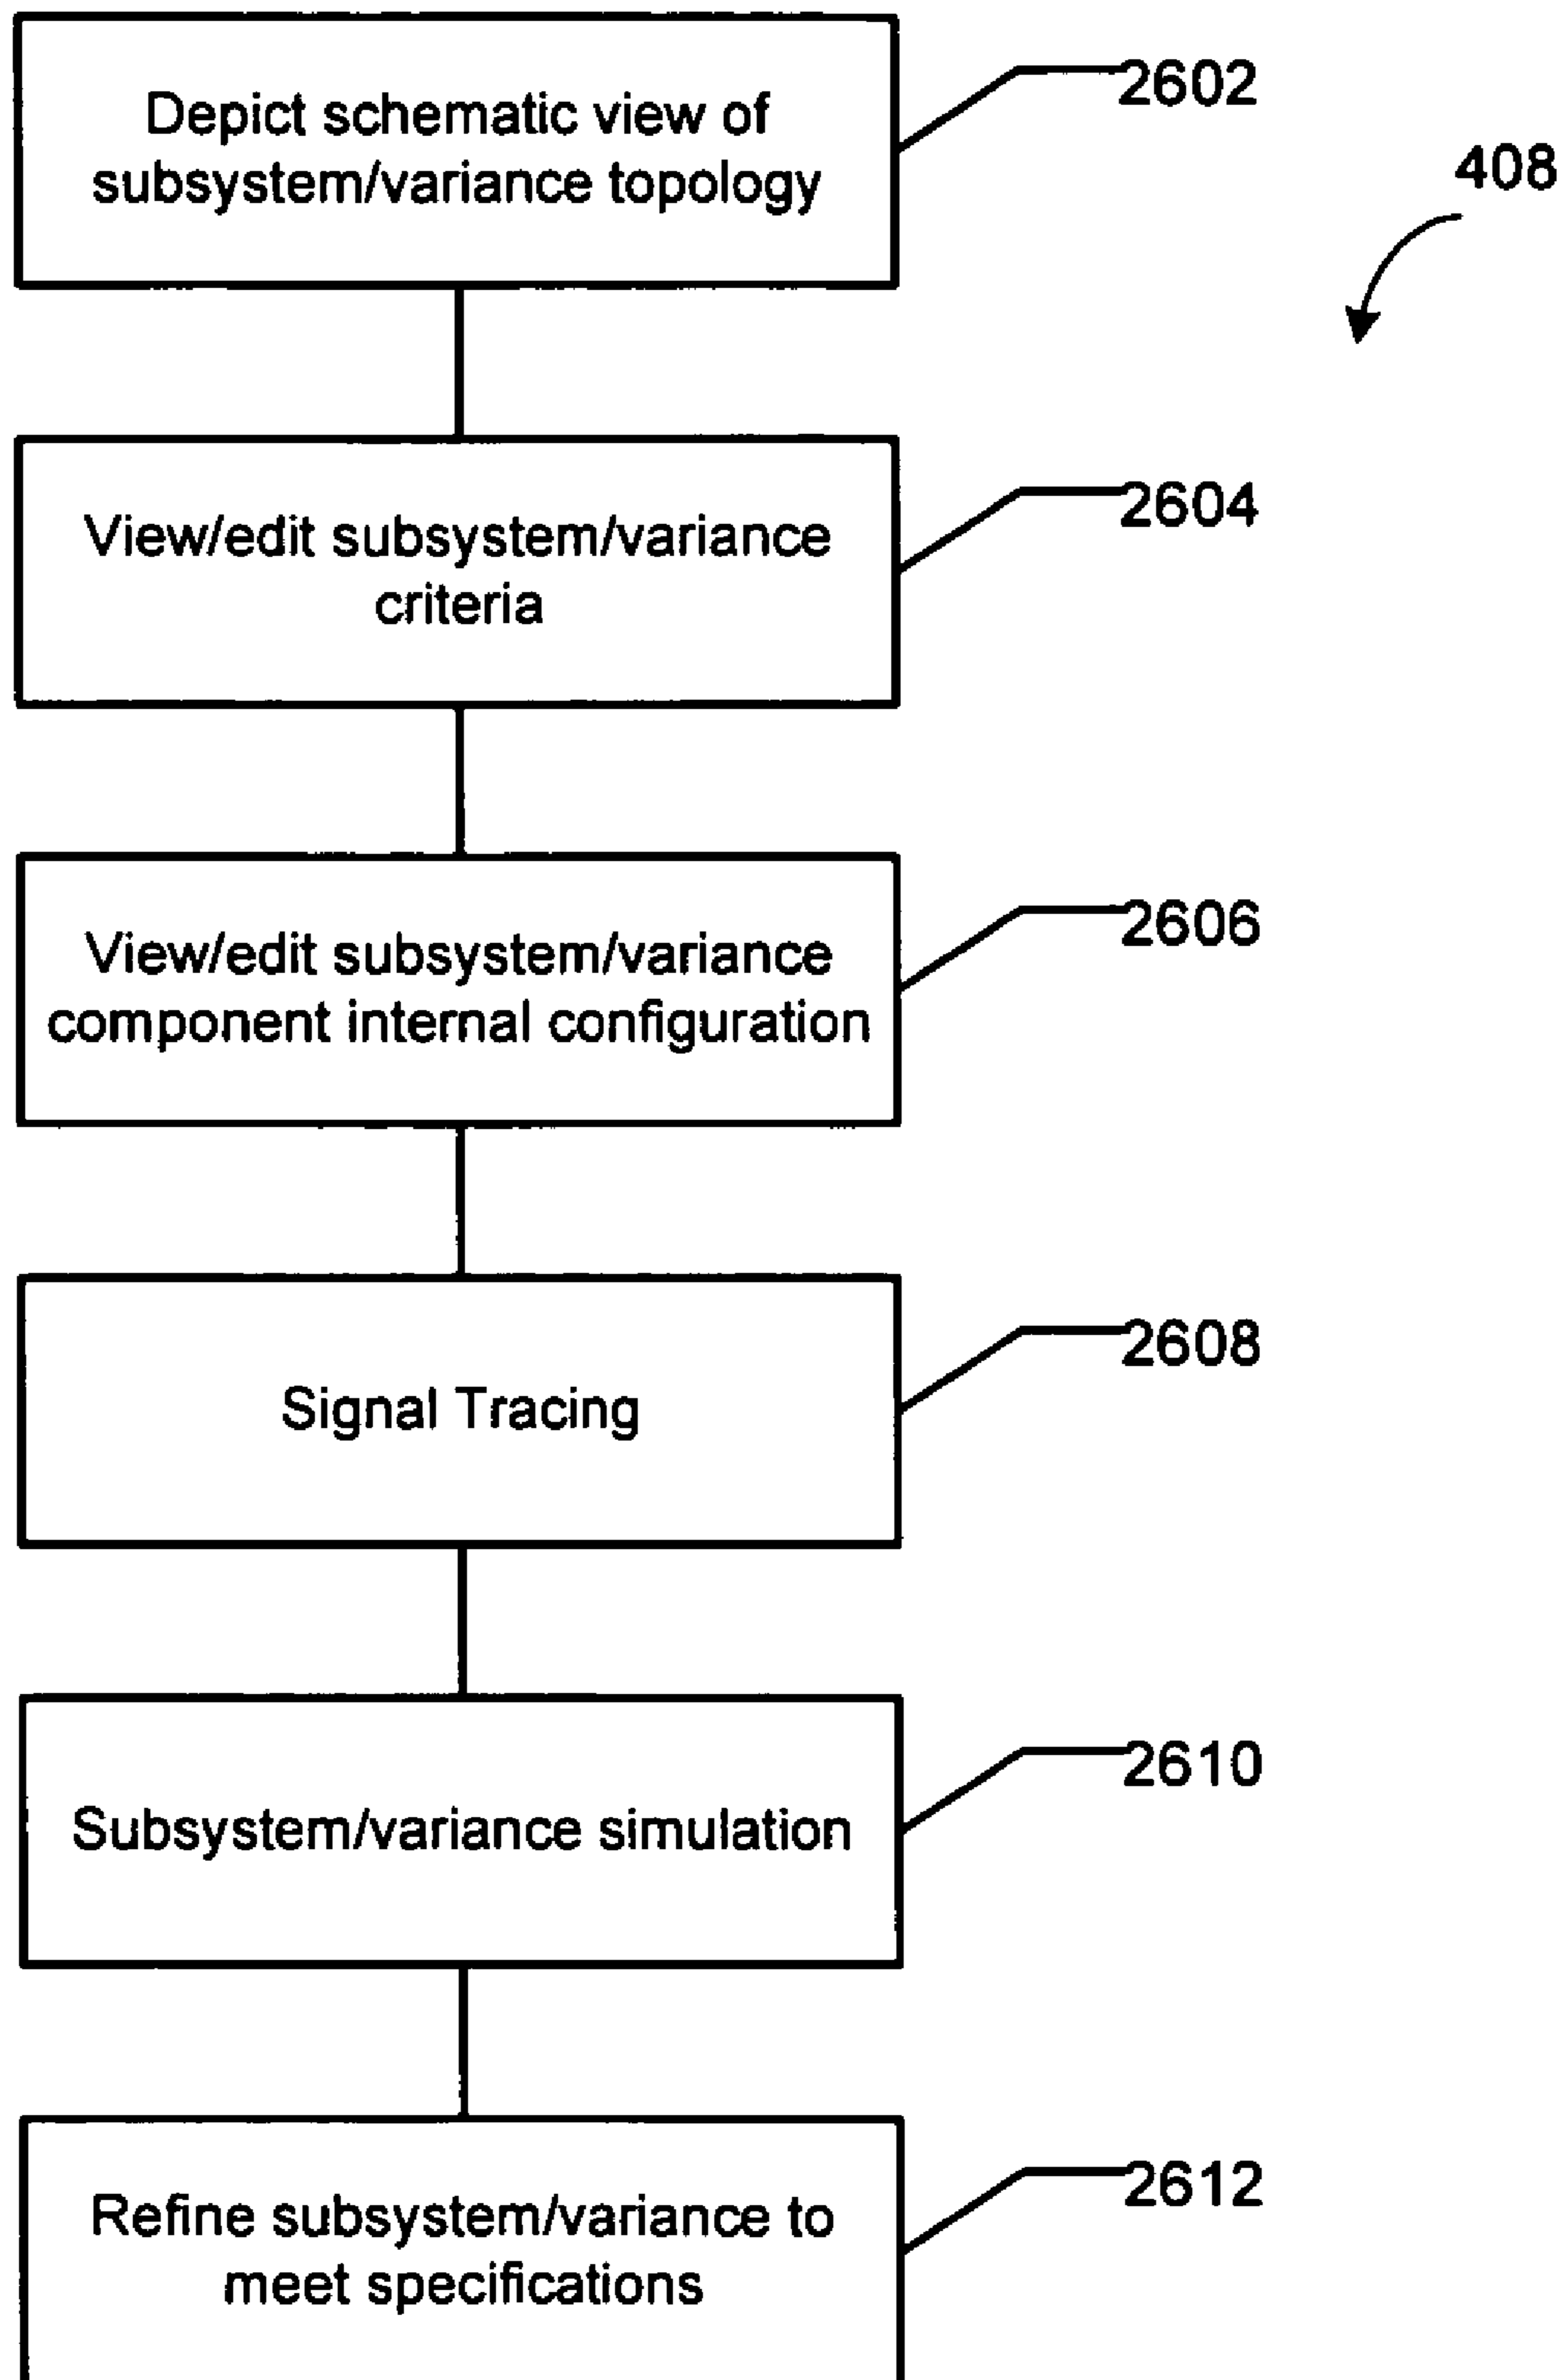 Depict schematic view of
subsystem/variance topology
2602
408
View/edit subsystem/variance
criteria
2604
View/edit subsystem/variance
component internal configuration
2606
Signal Tracing
2608
Subsystem/variance simulation
2610
Refine subsystem/variance to
meet specifications
2612